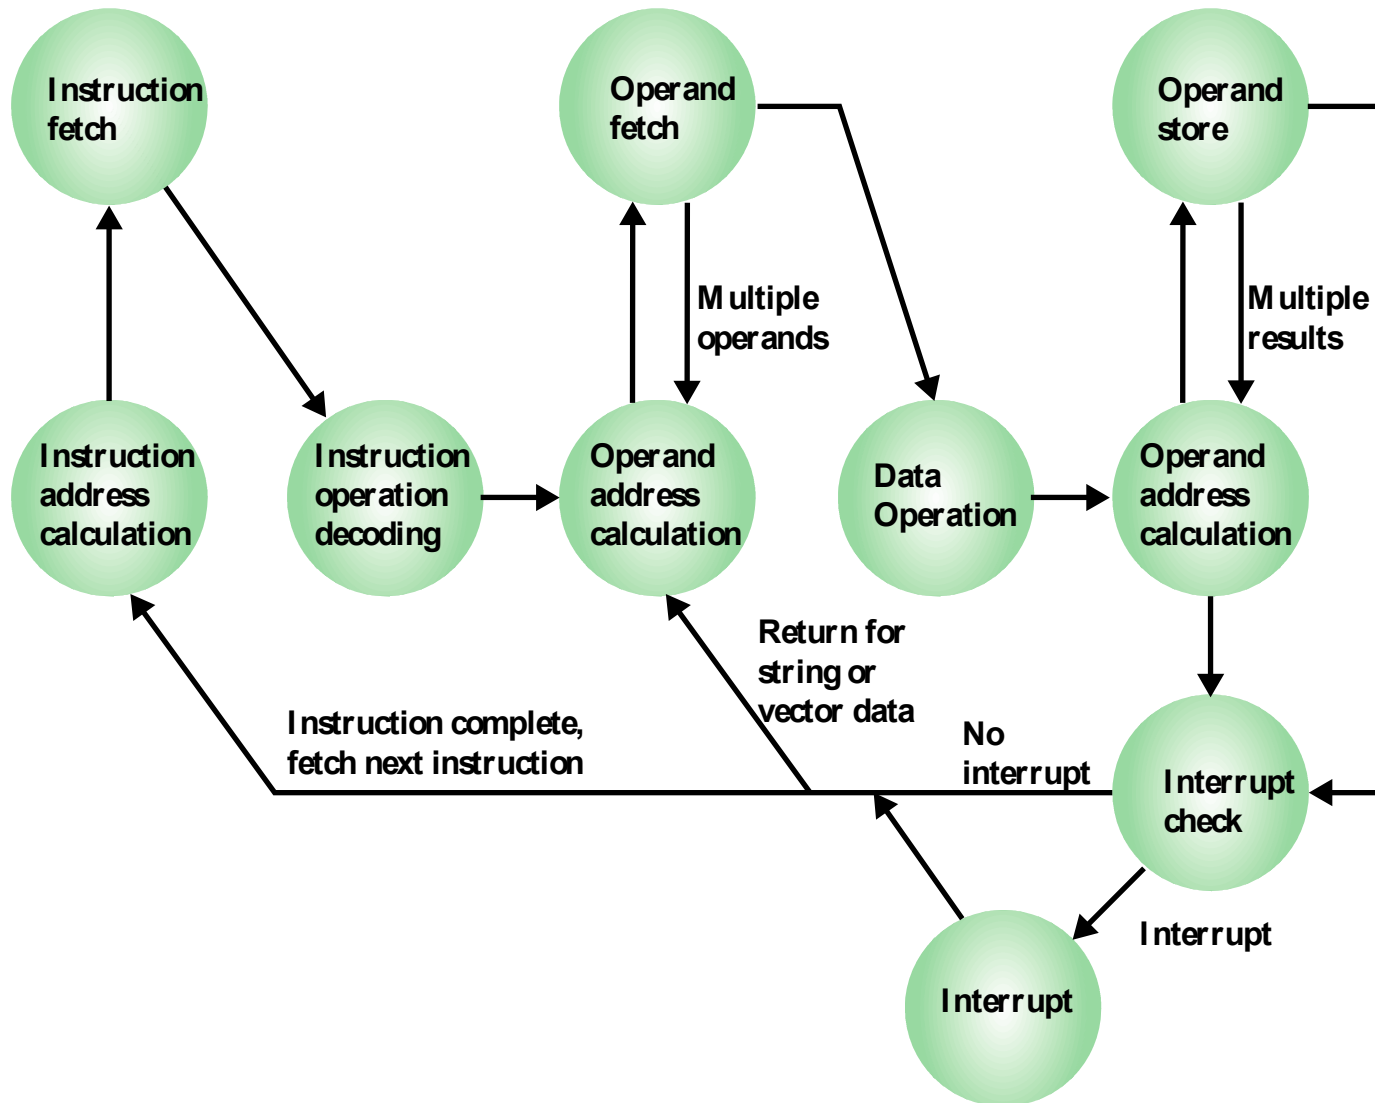 Instruction
fetch
Operand
fetch
Operand
store
Multiple
operands
Multiple
results
Instruction
address
calculation
Instruction
operation
decoding
Operand
address
calculation
Data
Operation
Operand
address
calculation
Return for
string or
vector data
Instruction complete,
fetch next instruction
No
interrupt
Interrupt
check
Interrupt
Interrupt